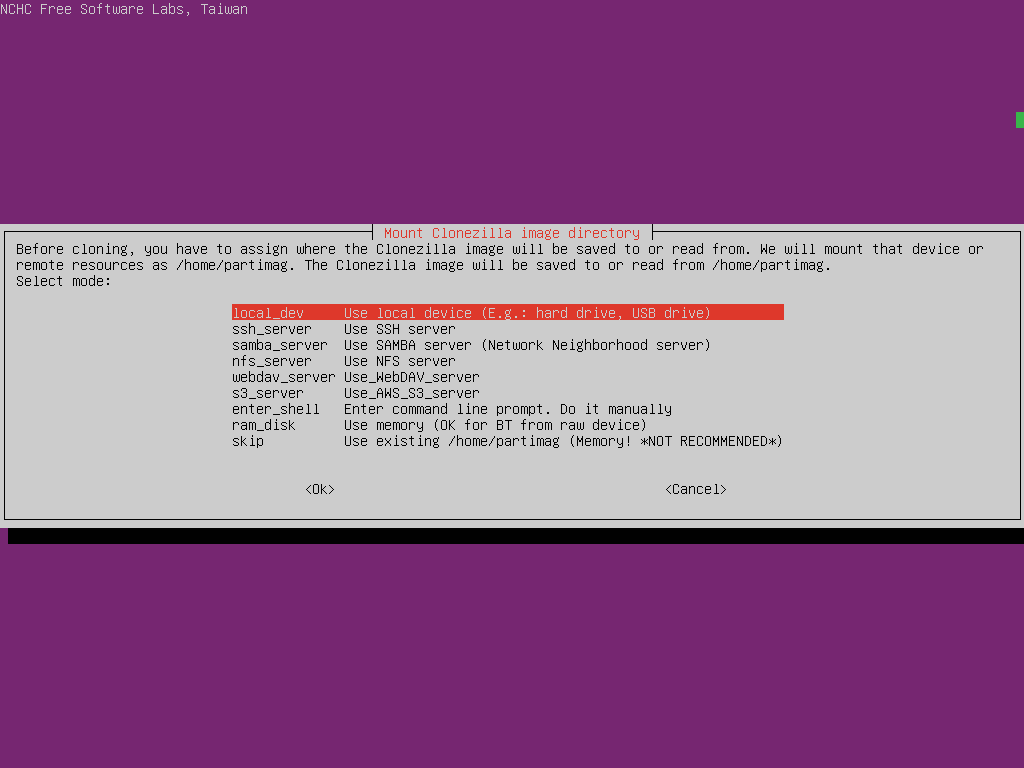 NCHC Free Software Labs, Taiwan
Mount Clonezilla image directory
Before cloning, you have to assign where the Clonezilla image will be saved to or read from. We will mount that device or
remote resources as /home/partimag. The Clonezilla image will be saved to or read from /home/partimag.
Select mode:
local_dev Use local device (E.g.: hard drive, USB drive)
ssh_server Use SSH server
samba_server Use SAMBA server (Network Neighborhood server)
nfs_server Use NFS server
webdav_server Use_WebDAV_server
s3_server Use_AWS_S3_server
enter_shell Enter command line prompt. Do it manually
ram_disk Use memory (OK for BT from raw device)
skip Use existing /home/partimag (Memory! *NOT RECOMMENDED*)
<Ok> <Cancel>